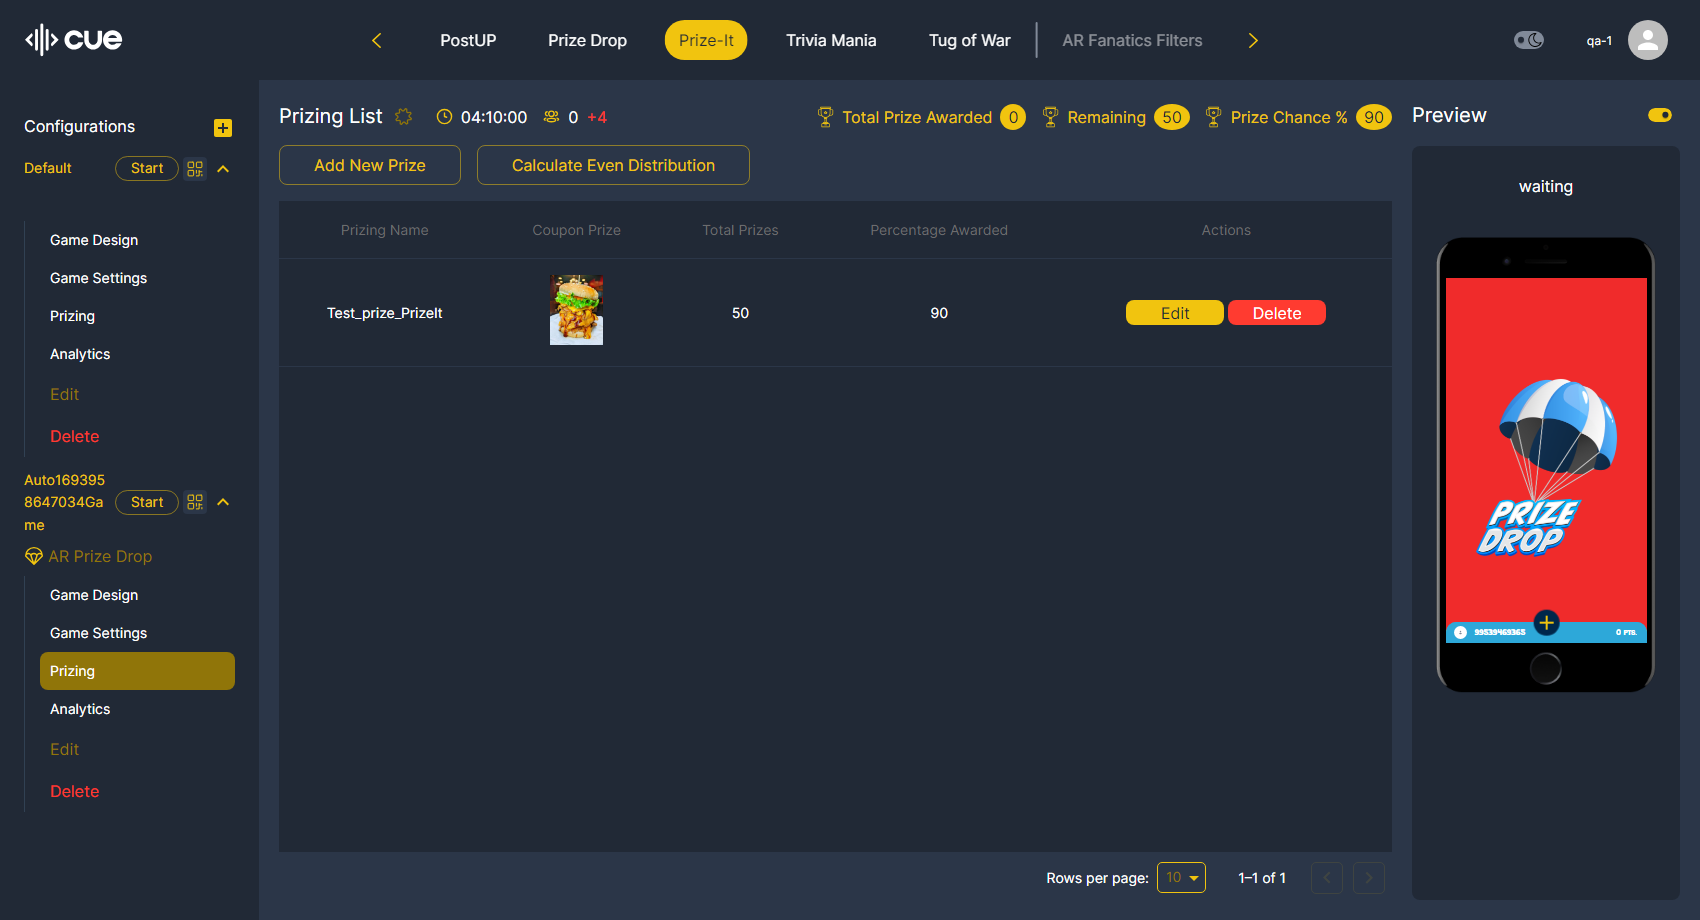 cue
PostUP
Prize Drop
Prize-It
Trivia Mania
Tug of War
AR Fanatics Filters
qa-1
Configurations
Default
Start
Game Design
Game Settings
Prizing
Analytics
Edit
Delete
Auto169395
8647034Ga
me
Start
AR Prize Drop
Game Design
Game Settings
Prizing
Analytics
Edit
Delete
Prizing List
04:10:00
0 +4
Total Prize Awarded 0
Remaining 50
Prize Chance % 90
Add New Prize
Calculate Even Distribution
Prizing Name
Coupon Prize
Total Prizes
Percentage Awarded
Actions
Test_prize_PrizeIt
50
90
Edit
Delete
Rows per page:
10
1–1 of 1
Preview
waiting
PRIZE
DROP
99539469365
0 PTS.